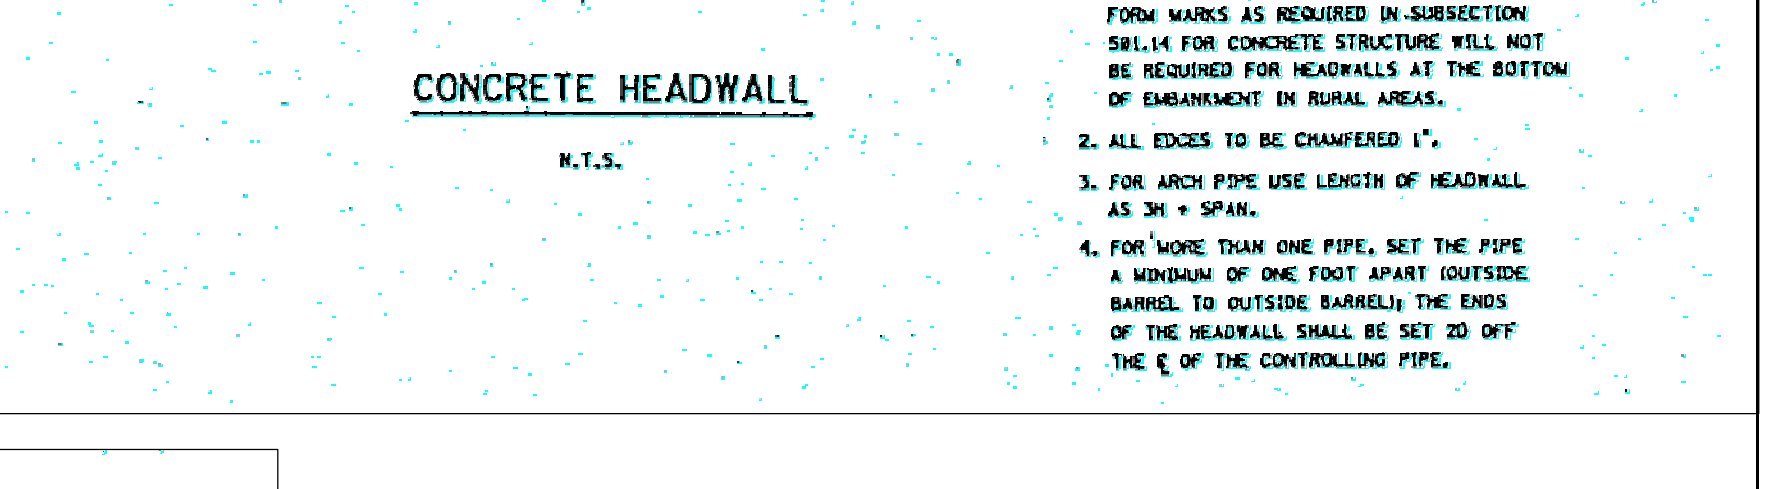 CONCRETE HEADWALL
N.T.S.
FORM MARKS AS REQUIRED IN SUBSECTION
501.14 FOR CONCRETE STRUCTURE WILL NOT
BE REQUIRED FOR HEADWALLS AT THE BOTTOM
OF EMBANKMENT IN RURAL AREAS.
2. ALL EDGES TO BE CHAMFERED 1".
3. FOR ARCH PIPE USE LENGTH OF HEADWALL
AS 3H + SPAN.
4. FOR MORE THAN ONE PIPE, SET THE PIPE
A MINIMUM OF ONE FOOT APART (OUTSIDE
BARREL TO OUTSIDE BARREL); THE ENDS
OF THE HEADWALL SHALL BE SET 2D OFF
THE ℄ OF THE CONTROLLING PIPE.